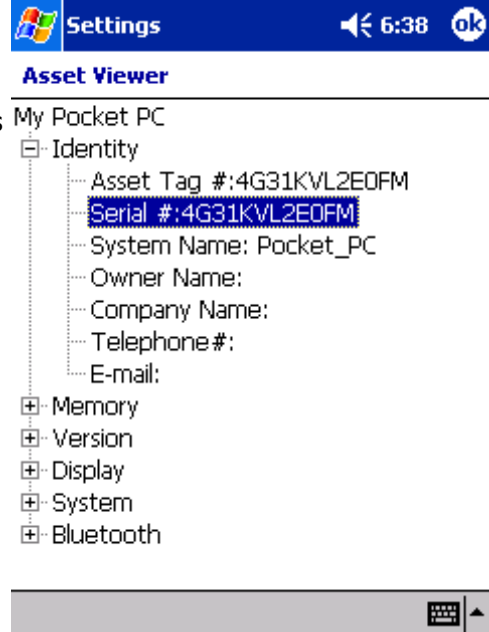 Settings 6:38 ok
Asset Viewer
s
My Pocket PC
Identity
Asset Tag #:4G31KVL2E0FM
Serial #:4G31KVL2E0FM
System Name: Pocket_PC
Owner Name:
Company Name:
Telephone#:
E-mail:
Memory
Version
Display
System
Bluetooth